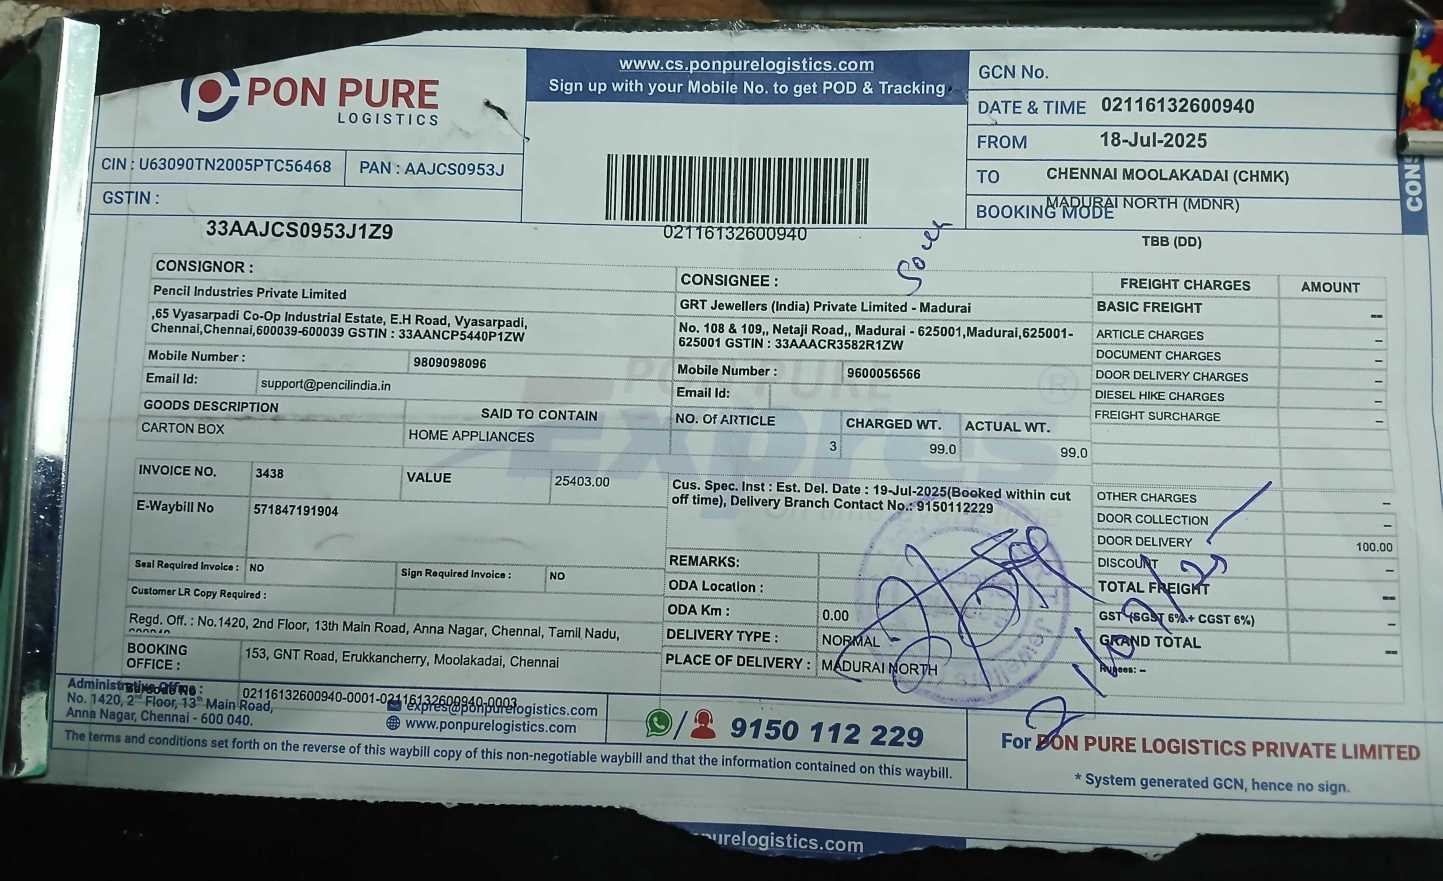 PON PURE
LOGISTICS
CIN : U63090TN2005PTC56468
PAN : AAJCS0953J
GSTIN :
33AAJCS0953J1Z9
www.cs.ponpurelogistics.com
Sign up with your Mobile No. to get POD & Tracking
02116132600940
GCN No.
DATE & TIME 02116132600940
FROM 18-Jul-2025
TO CHENNAI MOOLAKADAI (CHMK)
BOOKING MODE MADURAI NORTH (MDNR)
TBB (DD)
CONS
South
CONSIGNOR :
Pencil Industries Private Limited
,65 Vyasarpadi Co-Op Industrial Estate, E.H Road, Vyasarpadi,
Chennai,Chennai,600039-600039 GSTIN : 33AANCP5440P1ZW
Mobile Number : 9809098096
Email Id: support@pencilindia.in
CONSIGNEE :
GRT Jewellers (India) Private Limited - Madurai
No. 108 & 109,, Netaji Road,, Madurai - 625001,Madurai,625001-
625001 GSTIN : 33AAACR3582R1ZW
Mobile Number : 9600056566
Email Id:
GOODS DESCRIPTION SAID TO CONTAIN NO. Of ARTICLE CHARGED WT. ACTUAL WT.
CARTON BOX HOME APPLIANCES 3 99.0 99.0
PON PURE
Expres
INVOICE NO. 3438 VALUE 25403.00
E-Waybill No 571847191904
Cus. Spec. Inst : Est. Del. Date : 19-Jul-2025(Booked within cut
off time), Delivery Branch Contact No.: 9150112229
Seal Required Invoice : NO Sign Required Invoice : NO
Customer LR Copy Required :
REMARKS:
ODA Location :
ODA Km : 0.00
DELIVERY TYPE : NORMAL
PLACE OF DELIVERY : MADURAI NORTH
Regd. Off. : No.1420, 2nd Floor, 13th Main Road, Anna Nagar, Chennai, Tamil Nadu,
BOOKING
OFFICE : 153, GNT Road, Erukkancherry, Moolakadai, Chennai
Barcode No : 02116132600940-0001-02116132600940-0003
FREIGHT CHARGES AMOUNT
BASIC FREIGHT --
ARTICLE CHARGES –
DOCUMENT CHARGES –
DOOR DELIVERY CHARGES –
DIESEL HIKE CHARGES –
FREIGHT SURCHARGE –
OTHER CHARGES –
DOOR COLLECTION –
DOOR DELIVERY 100.00
DISCOUNT –
TOTAL FREIGHT --
GST (SGST 6% + CGST 6%) –
GRAND TOTAL --
Rupees: –
Administrative Office :
No. 1420, 2nd Floor, 13th Main Road,
Anna Nagar, Chennai - 600 040.
expres@ponpurelogistics.com
www.ponpurelogistics.com
/ 9150 112 229
For PON PURE LOGISTICS PRIVATE LIMITED
* System generated GCN, hence no sign.
The terms and conditions set forth on the reverse of this waybill copy of this non-negotiable waybill and that the information contained on this waybill.